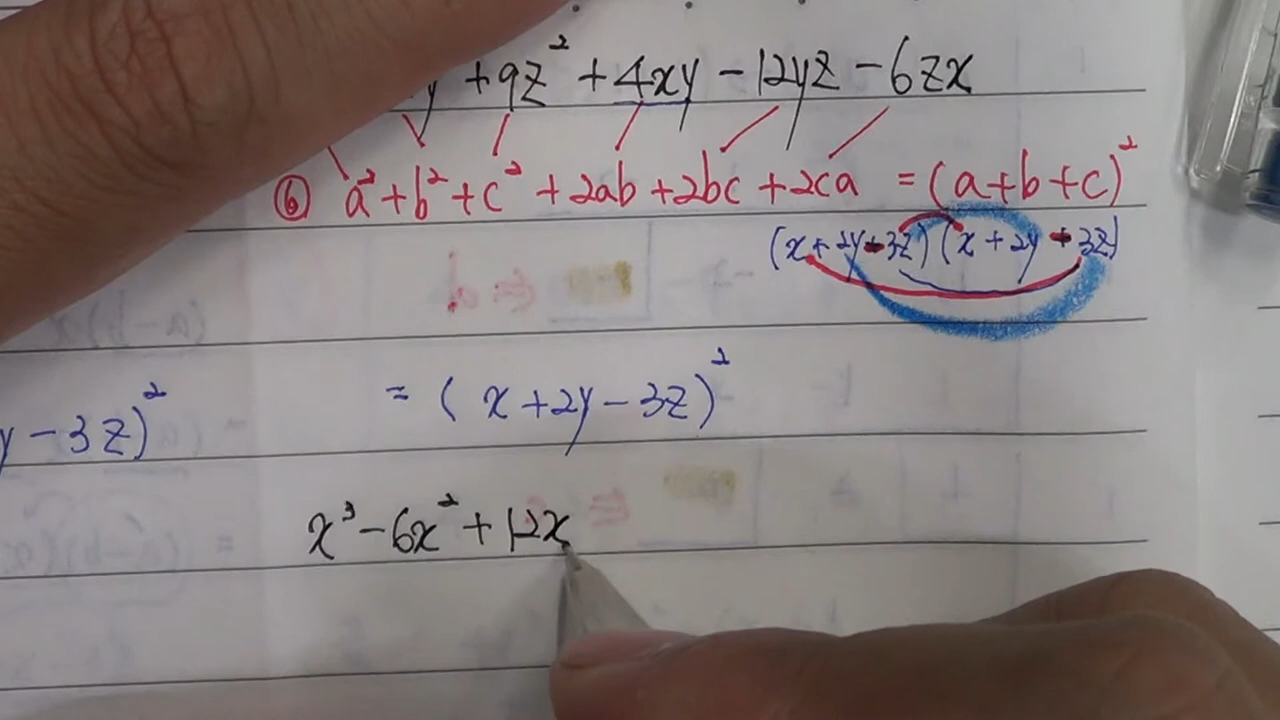 y +9z² +4xy -12yz -6zx
⑥ a²+b²+c² +2ab+2bc+2ca =(a+b+c)²
(x+2y-3z)(x+2y-3z)
y-3z)² =(x+2y-3z)²
x³-6x²+12x